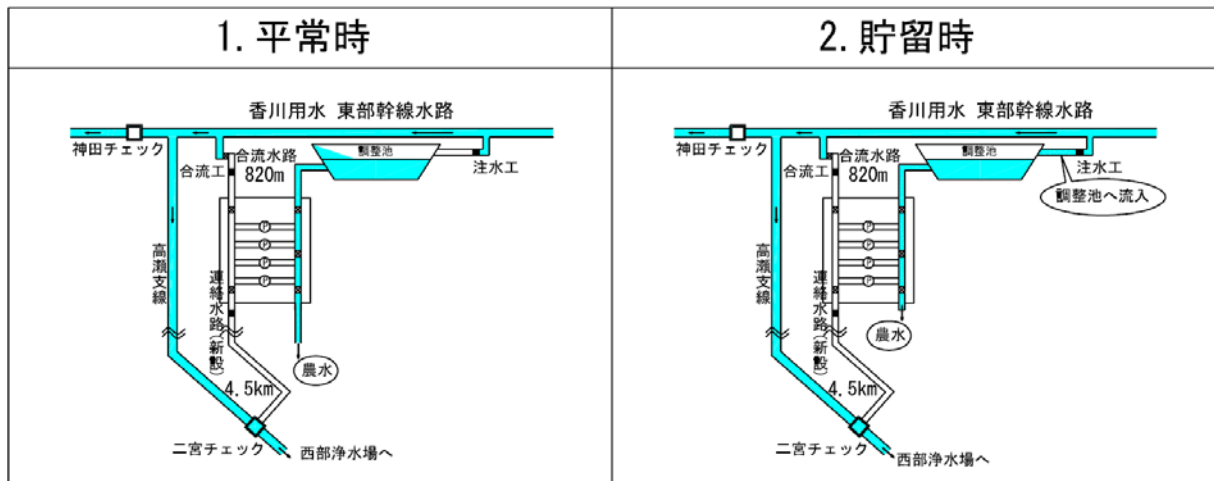 1. 平常時
香川用水 東部幹線水路
神田チェック
合流工
合流水路
820m
調整池
注水工
P
P
P
P
高瀬支線
連絡水路(新設)
農水
4.5km
二宮チェック
西部浄水場へ
2. 貯留時
香川用水 東部幹線水路
神田チェック
合流工
合流水路
820m
調整池
注水工
調整池へ流入
P
P
P
P
高瀬支線
連絡水路(新設)
農水
4.5km
二宮チェック
西部浄水場へ